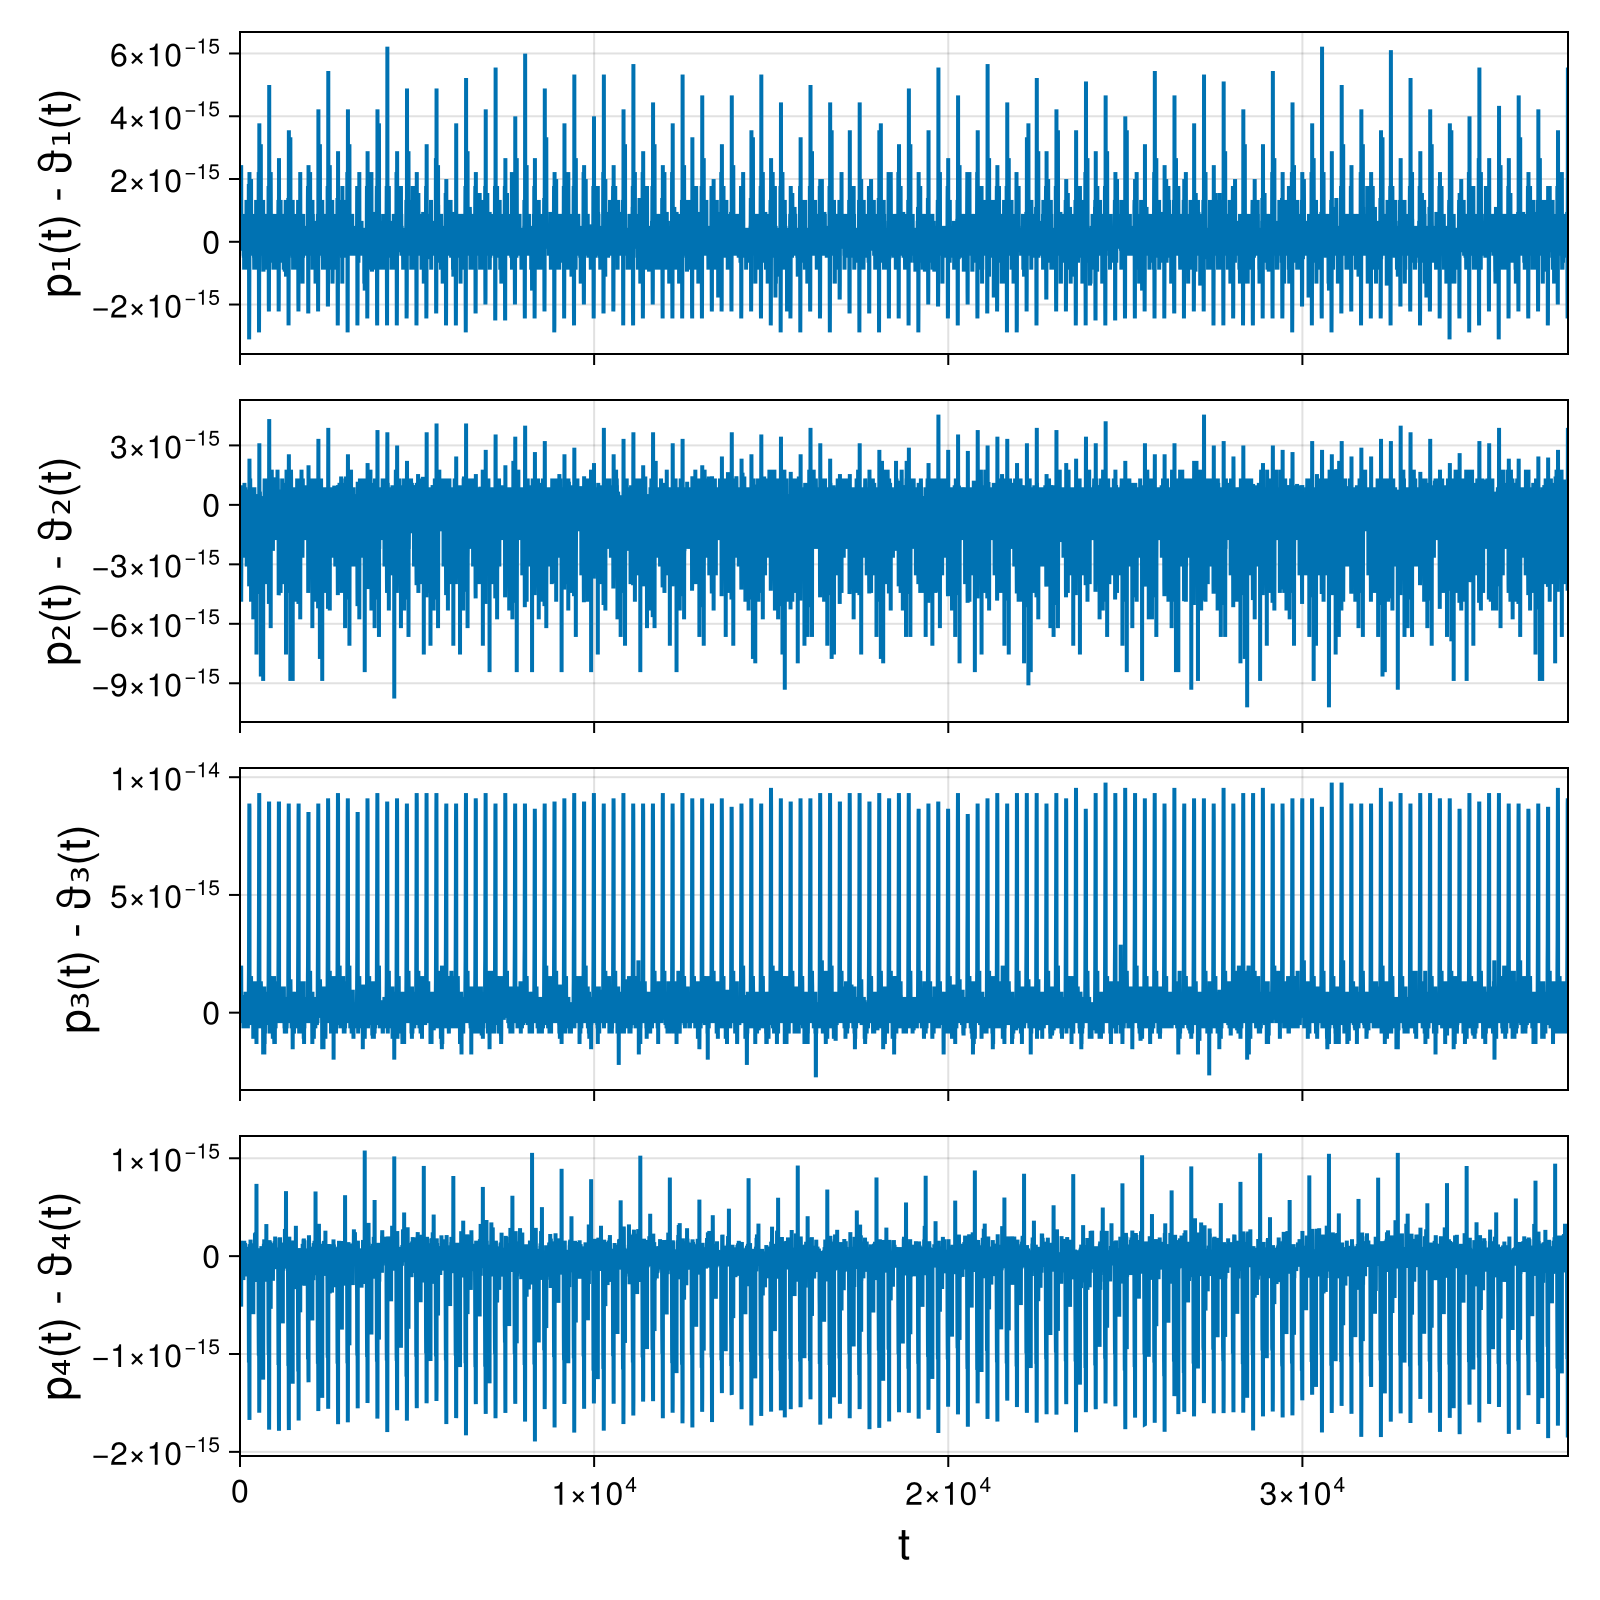 p₁(t) - ϑ₁(t)
6×10⁻¹⁵
4×10⁻¹⁵
2×10⁻¹⁵
0
−2×10⁻¹⁵
p₂(t) - ϑ₂(t)
3×10⁻¹⁵
0
−3×10⁻¹⁵
−6×10⁻¹⁵
−9×10⁻¹⁵
p₃(t) - ϑ₃(t)
1×10⁻¹⁴
5×10⁻¹⁵
0
p₄(t) - ϑ₄(t)
1×10⁻¹⁵
0
−1×10⁻¹⁵
−2×10⁻¹⁵
0 1×10⁴ 2×10⁴ 3×10⁴
t